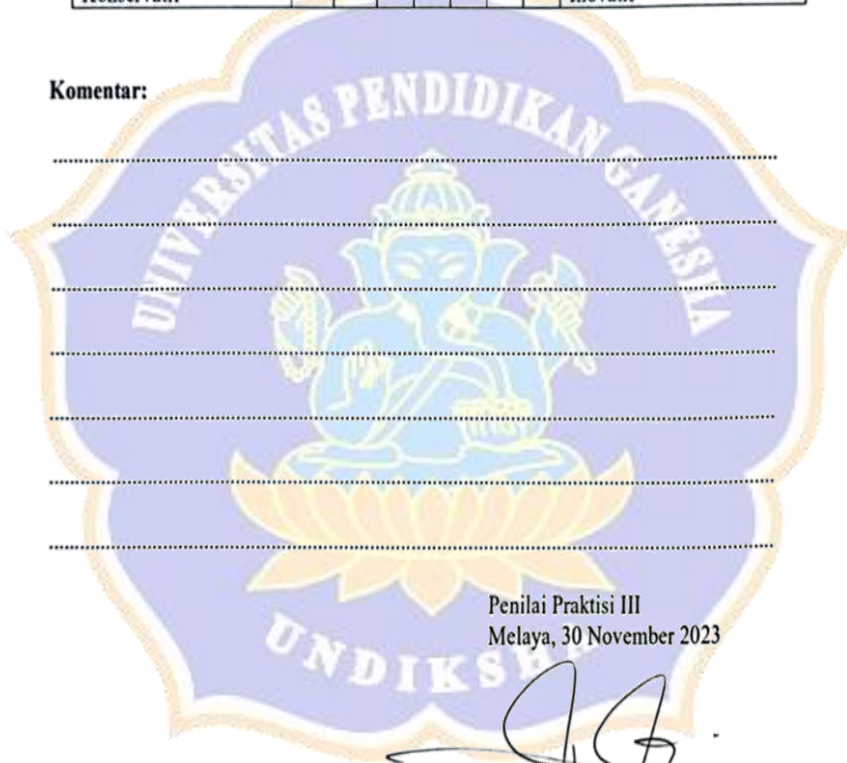 Komentar:
UNIVERSITAS PENDIDIKAN GANESHA
Penilai Praktisi III
Melaya, 30 November 2023
UNDIKSHA